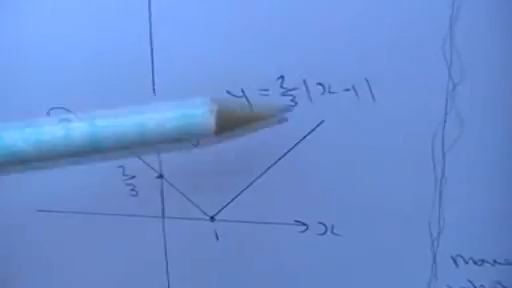 y = 2/3 |x - 1|
2/3
1
x